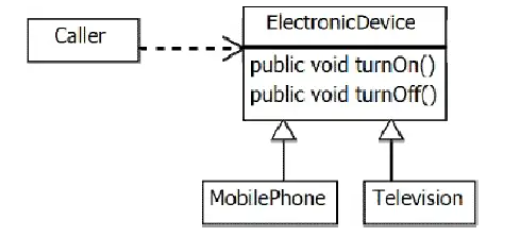 ElectronicDevice
Caller
public void turnOn()
public void turnOff()
MobilePhone
Television